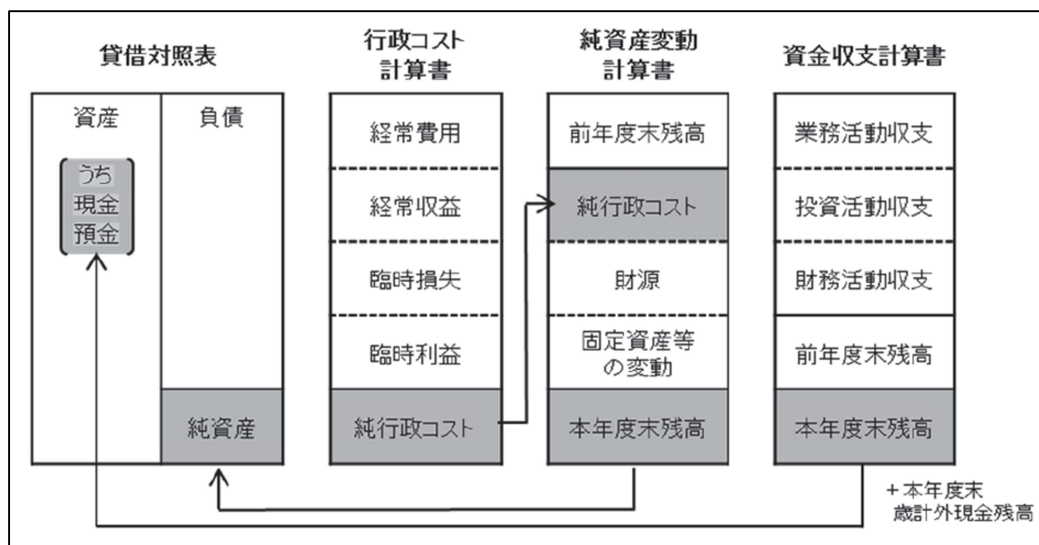 貸借対照表
資産
うち
現金
預金
負債
純資産
行政コスト
計算書
経常費用
経常収益
臨時損失
臨時利益
純行政コスト
純資産変動
計算書
前年度末残高
純行政コスト
財源
固定資産等
の変動
本年度末残高
資金収支計算書
業務活動収支
投資活動収支
財務活動収支
前年度末残高
本年度末残高
+本年度末
歳計外現金残高